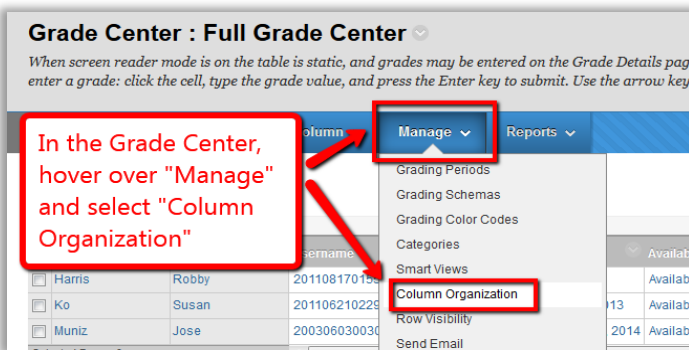 Grade Center : Full Grade Center
When screen reader mode is on the table is static, and grades may be entered on the Grade Details pag
enter a grade: click the cell, type the grade value, and press the Enter key to submit. Use the arrow key
olumn Manage Reports
In the Grade Center,
hover over "Manage"
and select "Column
Organization"
Grading Periods
Grading Schemas
Grading Color Codes
Categories
Smart Views
Column Organization
Row Visibility
Send Email
sername Availab
Harris Robby 20110817015 Availab
Ko Susan 201106210229 013 Availab
Muniz Jose 200306030030 2014 Availab